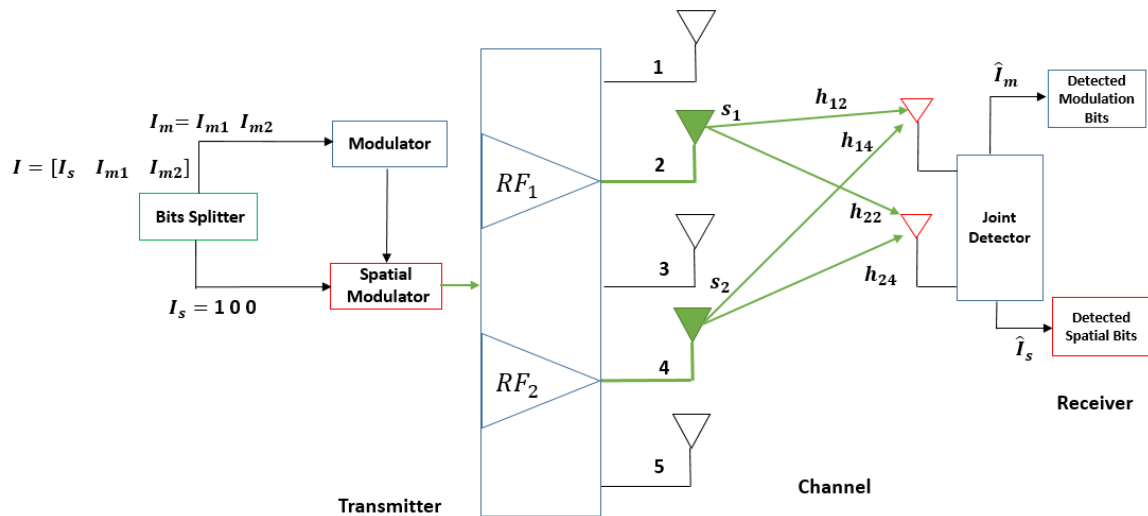 I = [I_s I_m1 I_m2]
Bits Splitter
I_m = I_m1 I_m2
Modulator
I_s = 1 0 0
Spatial
Modulator
RF_1
RF_2
1
2
3
4
5
s_1
s_2
h_12
h_14
h_22
h_24
Î_m
Detected
Modulation
Bits
Joint
Detector
Î_s
Detected
Spatial Bits
Transmitter
Channel
Receiver